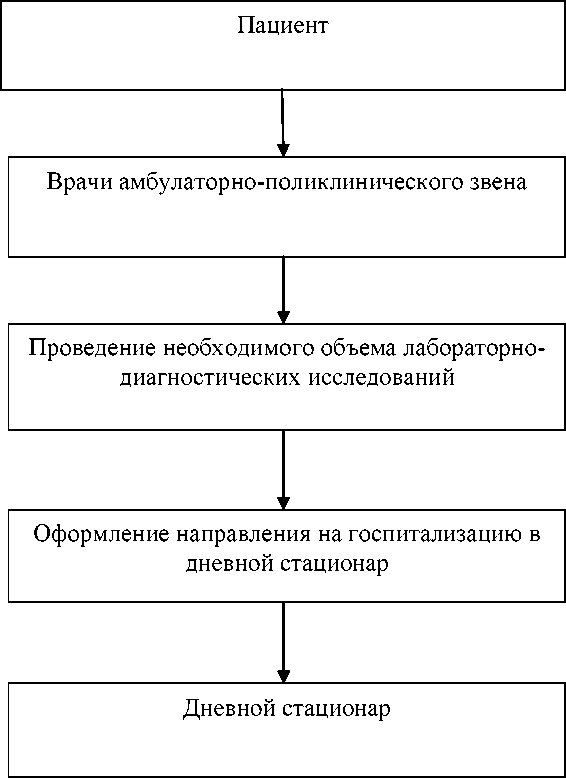 Пациент
Врачи амбулаторно-поликлинического звена
Проведение необходимого объема лабораторно-
диагностических исследований
Оформление направления на госпитализацию в
дневной стационар
Дневной стационар